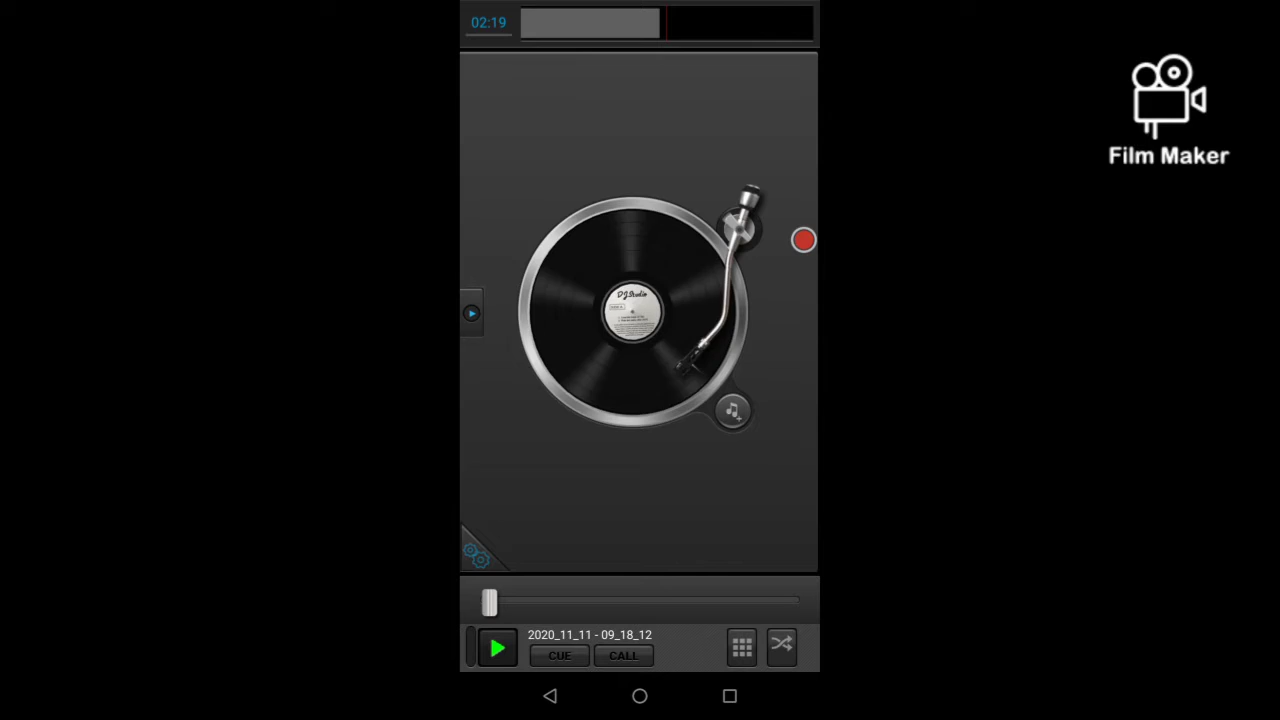 02:19
Film Maker
DJ Studio
2020_11_11 - 09_18_12
CUE
CALL